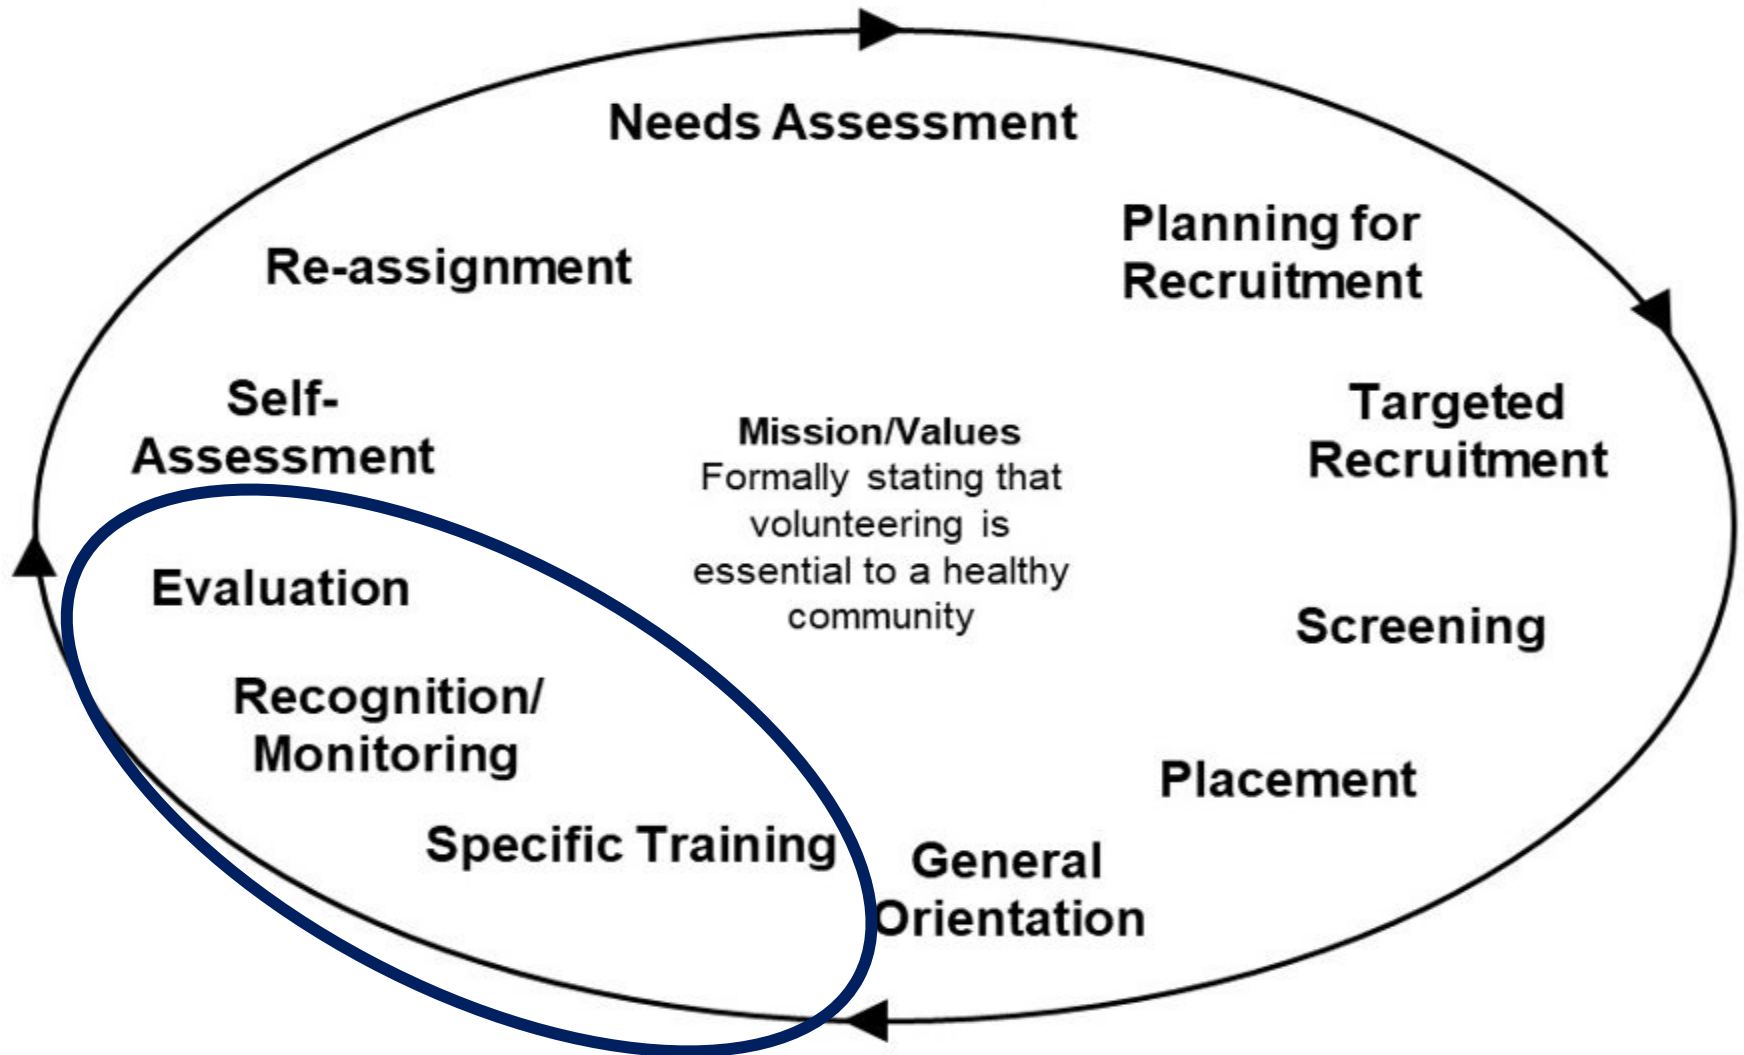 Needs Assessment
Planning for
Recruitment
Targeted
Recruitment
Screening
Placement
General
Orientation
Specific Training
Recognition/
Monitoring
Evaluation
Self-
Assessment
Re-assignment
Mission/Values
Formally stating that
volunteering is
essential to a healthy
community